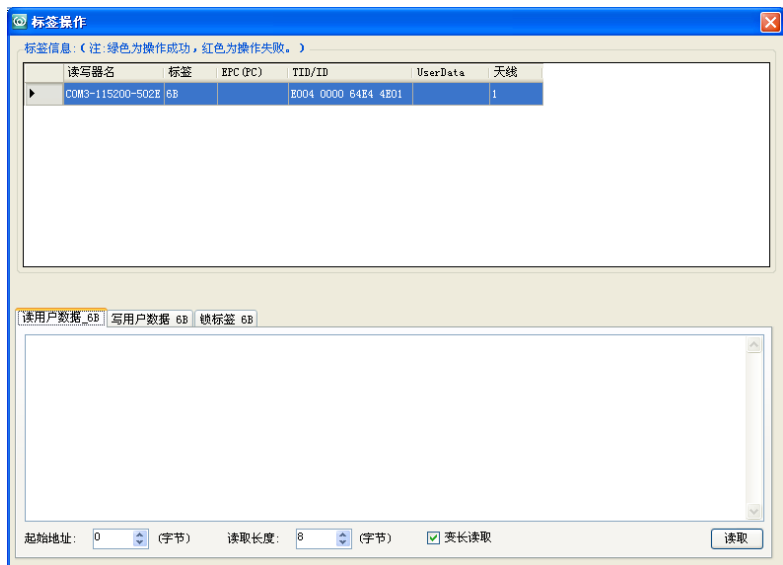 标签操作
标签信息:(注:绿色为操作成功，红色为操作失败。)
读写器名 标签 EPC(PC) TID/ID UserData 天线
COM3-115200-502E 6B E004 0000 64E4 4E01 1
读用户数据_6B 写用户数据 6B 锁标签 6B
起始地址: 0 (字节) 读取长度: 8 (字节) 变长读取 读取